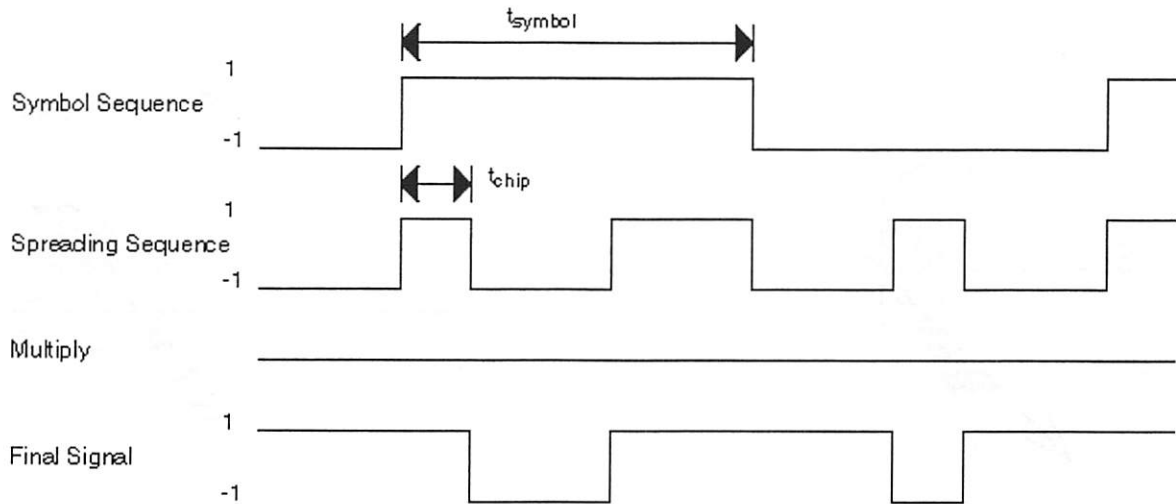 tsymbol
1
Symbol Sequence
-1
tchip
1
Spreading Sequence
-1
Multiply
1
Final Signal
-1